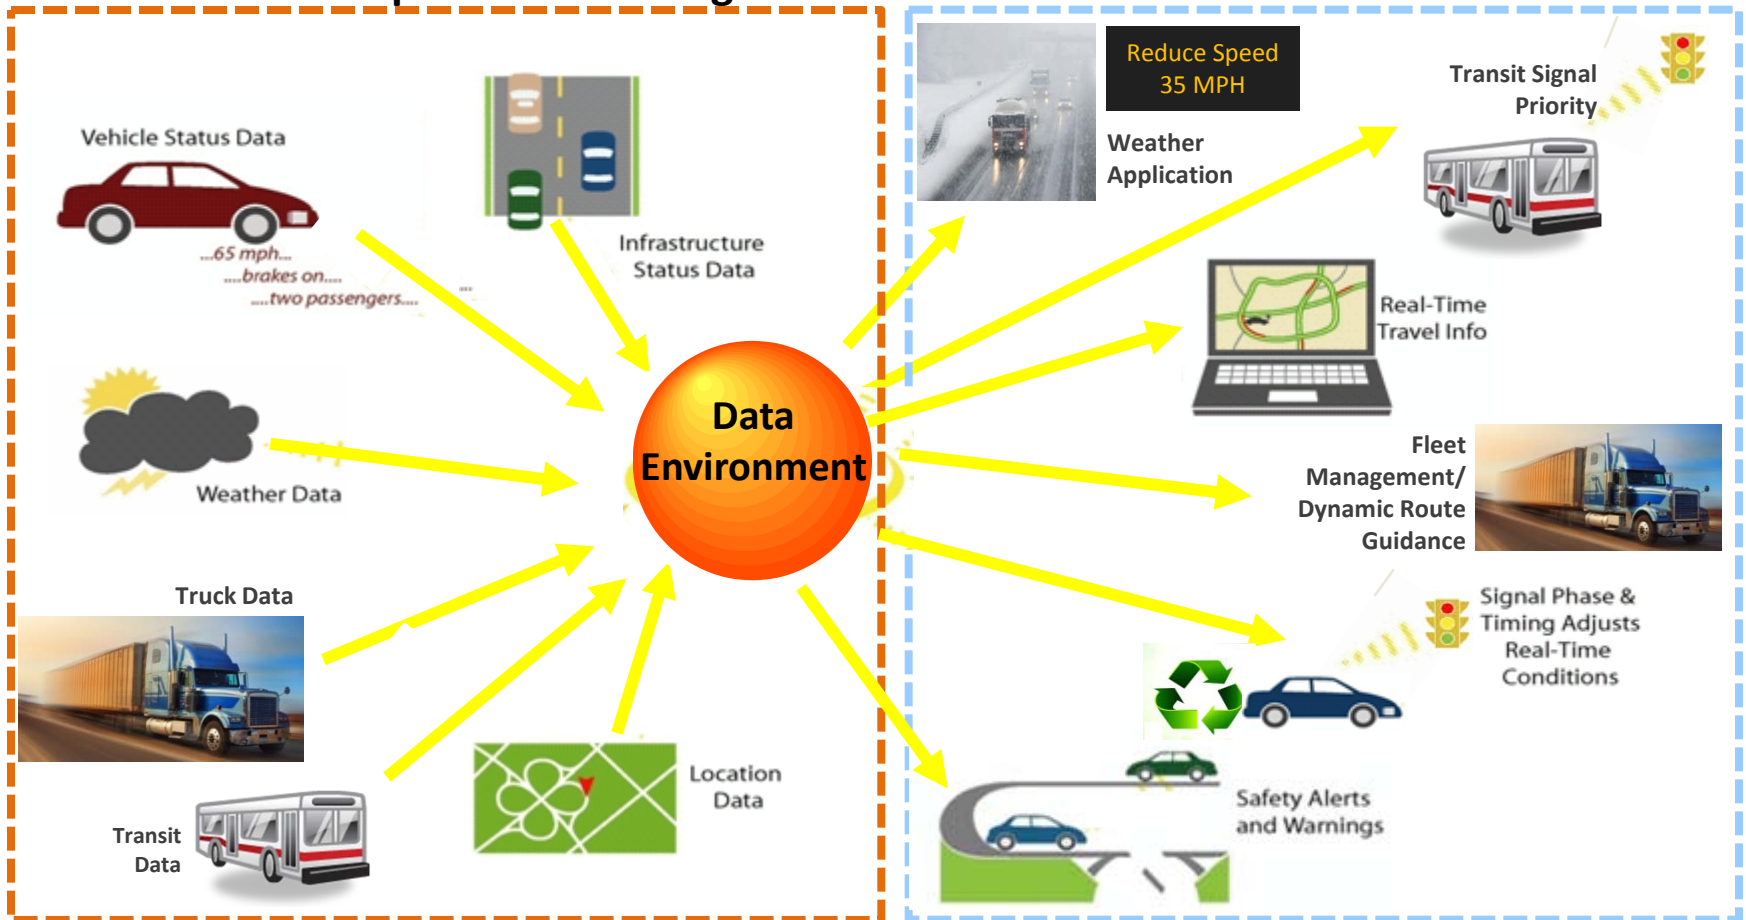 Vehicle Status Data
...65 mph...
....brakes on....
....two passengers....
...
Infrastructure
Status Data
Weather Data
Truck Data
Transit
Data
Location
Data
Data
Environment
Reduce Speed
35 MPH
Weather
Application
Transit Signal
Priority
Real-Time
Travel Info
Fleet
Management/
Dynamic Route
Guidance
Signal Phase &
Timing Adjusts
Real-Time
Conditions
Safety Alerts
and Warnings